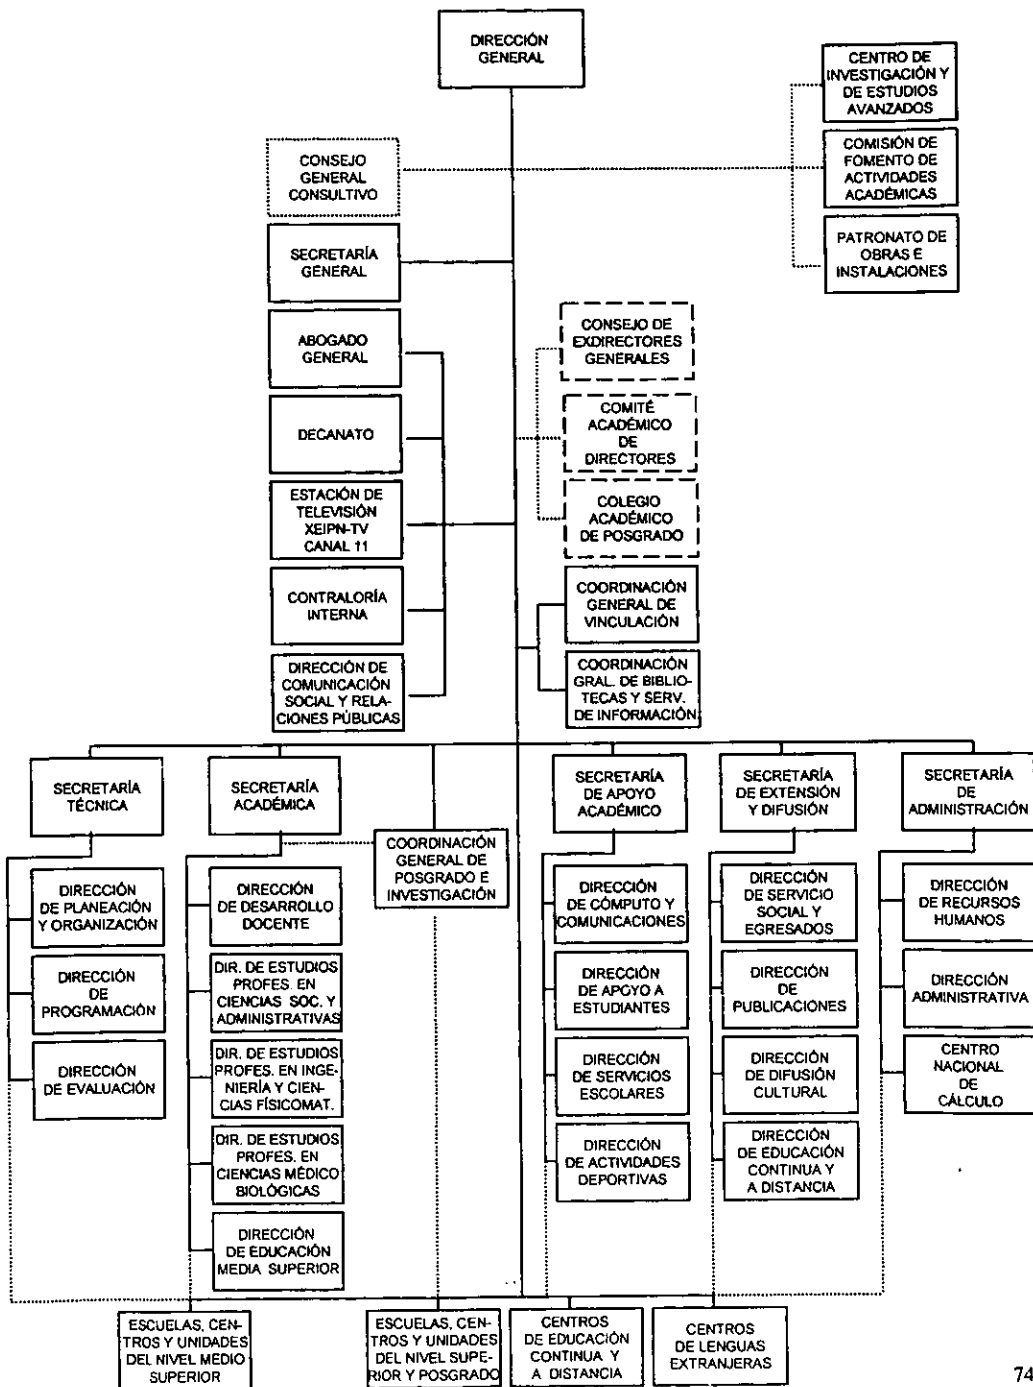 DIRECCIÓN
GENERAL
CENTRO DE
INVESTIGACIÓN Y
DE ESTUDIOS
AVANZADOS
CONSEJO
GENERAL
CONSULTIVO
COMISIÓN DE
FOMENTO DE
ACTIVIDADES
ACADÉMICAS
SECRETARÍA
GENERAL
PATRONATO DE
OBRAS E
INSTALACIONES
ABOGADO
GENERAL
CONSEJO DE
EXDIRECTORES
GENERALES
DECANATO
COMITÉ
ACADÉMICO
DE
DIRECTORES
ESTACIÓN DE
TELEVISIÓN
XEIPN-TV
CANAL 11
COLEGIO
ACADÉMICO
DE POSGRADO
CONTRALORÍA
INTERNA
COORDINACIÓN
GENERAL DE
VINCULACIÓN
DIRECCIÓN DE
COMUNICACIÓN
SOCIAL Y RELA-
CIONES PÚBLICAS
COORDINACIÓN
GRAL. DE BIBLIO-
TECAS Y SERV.
DE INFORMACIÓN
SECRETARÍA
TÉCNICA
SECRETARÍA
ACADÉMICA
COORDINACIÓN
GENERAL DE
POSGRADO E
INVESTIGACIÓN
SECRETARÍA
DE APOYO
ACADÉMICO
SECRETARÍA
DE EXTENSIÓN
Y DIFUSIÓN
SECRETARÍA
DE
ADMINISTRACIÓN
DIRECCIÓN
DE PLANEACIÓN
Y ORGANIZACIÓN
DIRECCIÓN
DE DESARROLLO
DOCENTE
DIRECCIÓN
DE CÓMPUTO Y
COMUNICACIONES
DIRECCIÓN
DE SERVICIO
SOCIAL Y
EGRESADOS
DIRECCIÓN
DE RECURSOS
HUMANOS
DIRECCIÓN
DE
PROGRAMACIÓN
DIR. DE ESTUDIOS
PROFES. EN
CIENCIAS SOC. Y
ADMINISTRATIVAS
DIRECCIÓN
DE APOYO A
ESTUDIANTES
DIRECCIÓN
DE
PUBLICACIONES
DIRECCIÓN
ADMINISTRATIVA
DIRECCIÓN
DE EVALUACIÓN
DIR. DE ESTUDIOS
PROFES. EN INGE-
NIERÍA Y CIEN-
CIAS FÍSICOMAT.
DIRECCIÓN
DE SERVICIOS
ESCOLARES
DIRECCIÓN
DE DIFUSIÓN
CULTURAL
CENTRO
NACIONAL
DE
CÁLCULO
DIR. DE ESTUDIOS
PROFES. EN
CIENCIAS MÉDICO
BIOLÓGICAS
DIRECCIÓN
DE ACTIVIDADES
DEPORTIVAS
DIRECCIÓN
DE EDUCACIÓN
CONTINUA Y
A DISTANCIA
DIRECCIÓN
DE EDUCACIÓN
MEDIA SUPERIOR
ESCUELAS, CEN-
TROS Y UNIDADES
DEL NIVEL MEDIO
SUPERIOR
ESCUELAS, CEN-
TROS Y UNIDADES
DEL NIVEL SUPE-
RIOR Y POSGRADO
CENTROS
DE EDUCACIÓN
CONTINUA Y
A DISTANCIA
CENTROS
DE LENGUAS
EXTRANJERAS
74